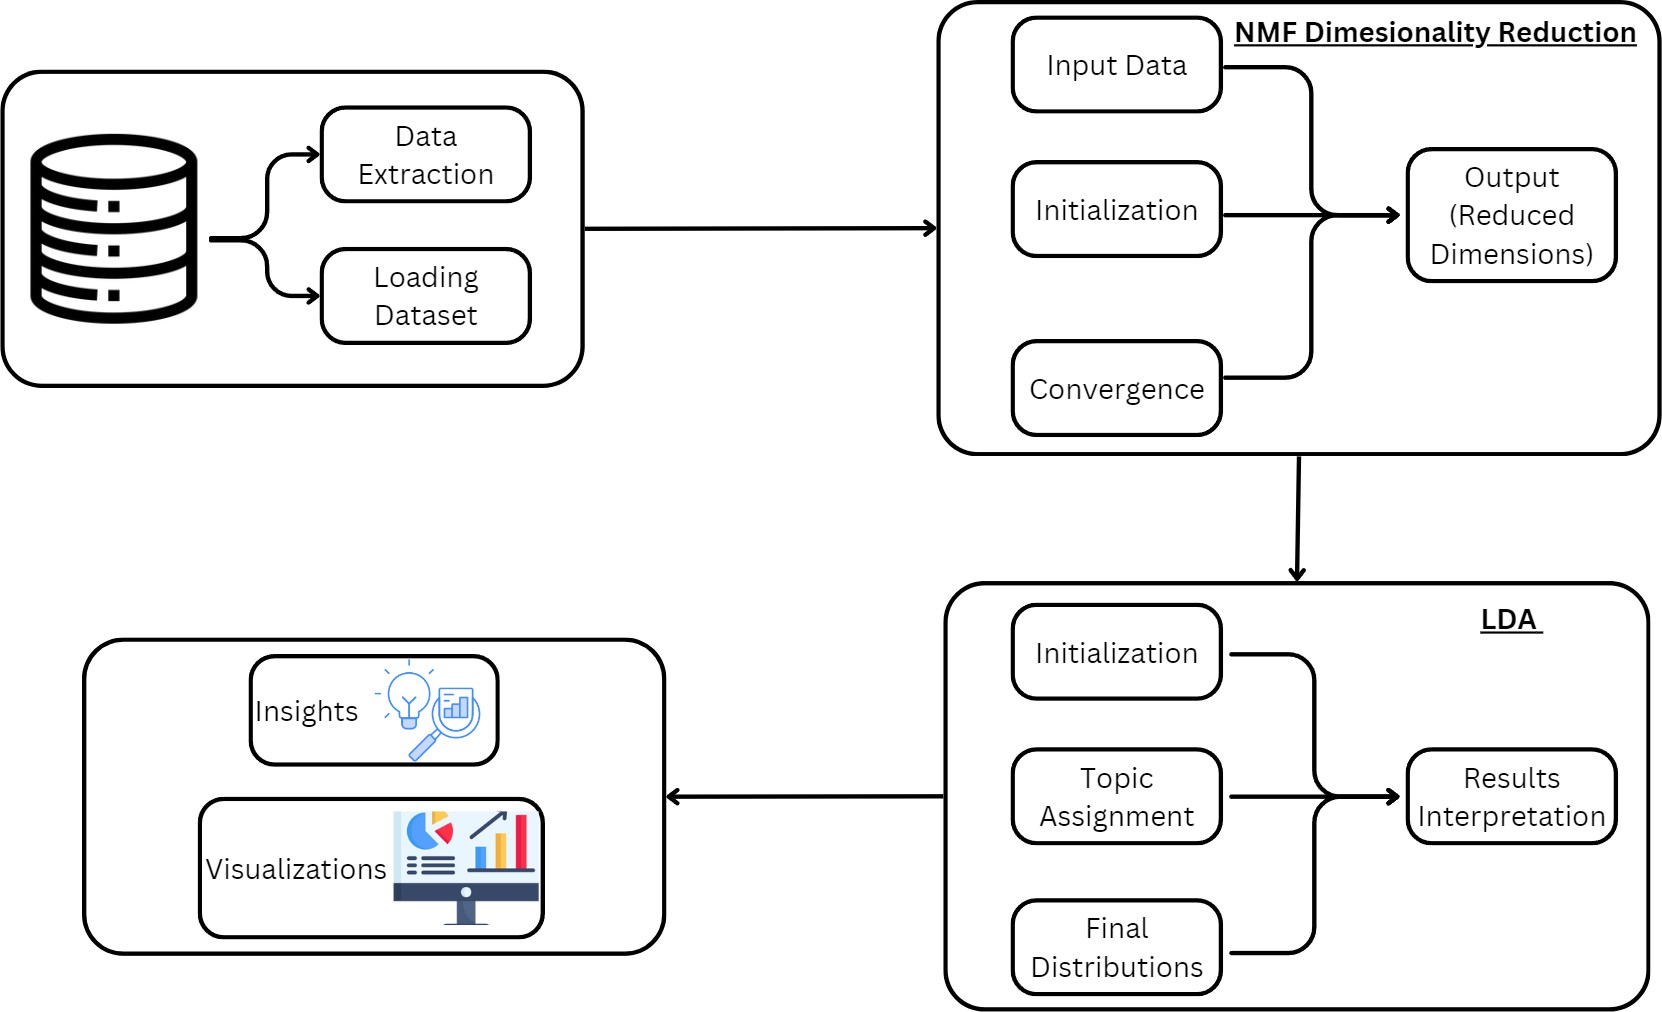 Data
Extraction
Loading
Dataset
NMF Dimesionality Reduction
Input Data
Initialization
Convergence
Output
(Reduced
Dimensions)
LDA
Initialization
Topic
Assignment
Final
Distributions
Results
Interpretation
Insights
Visualizations